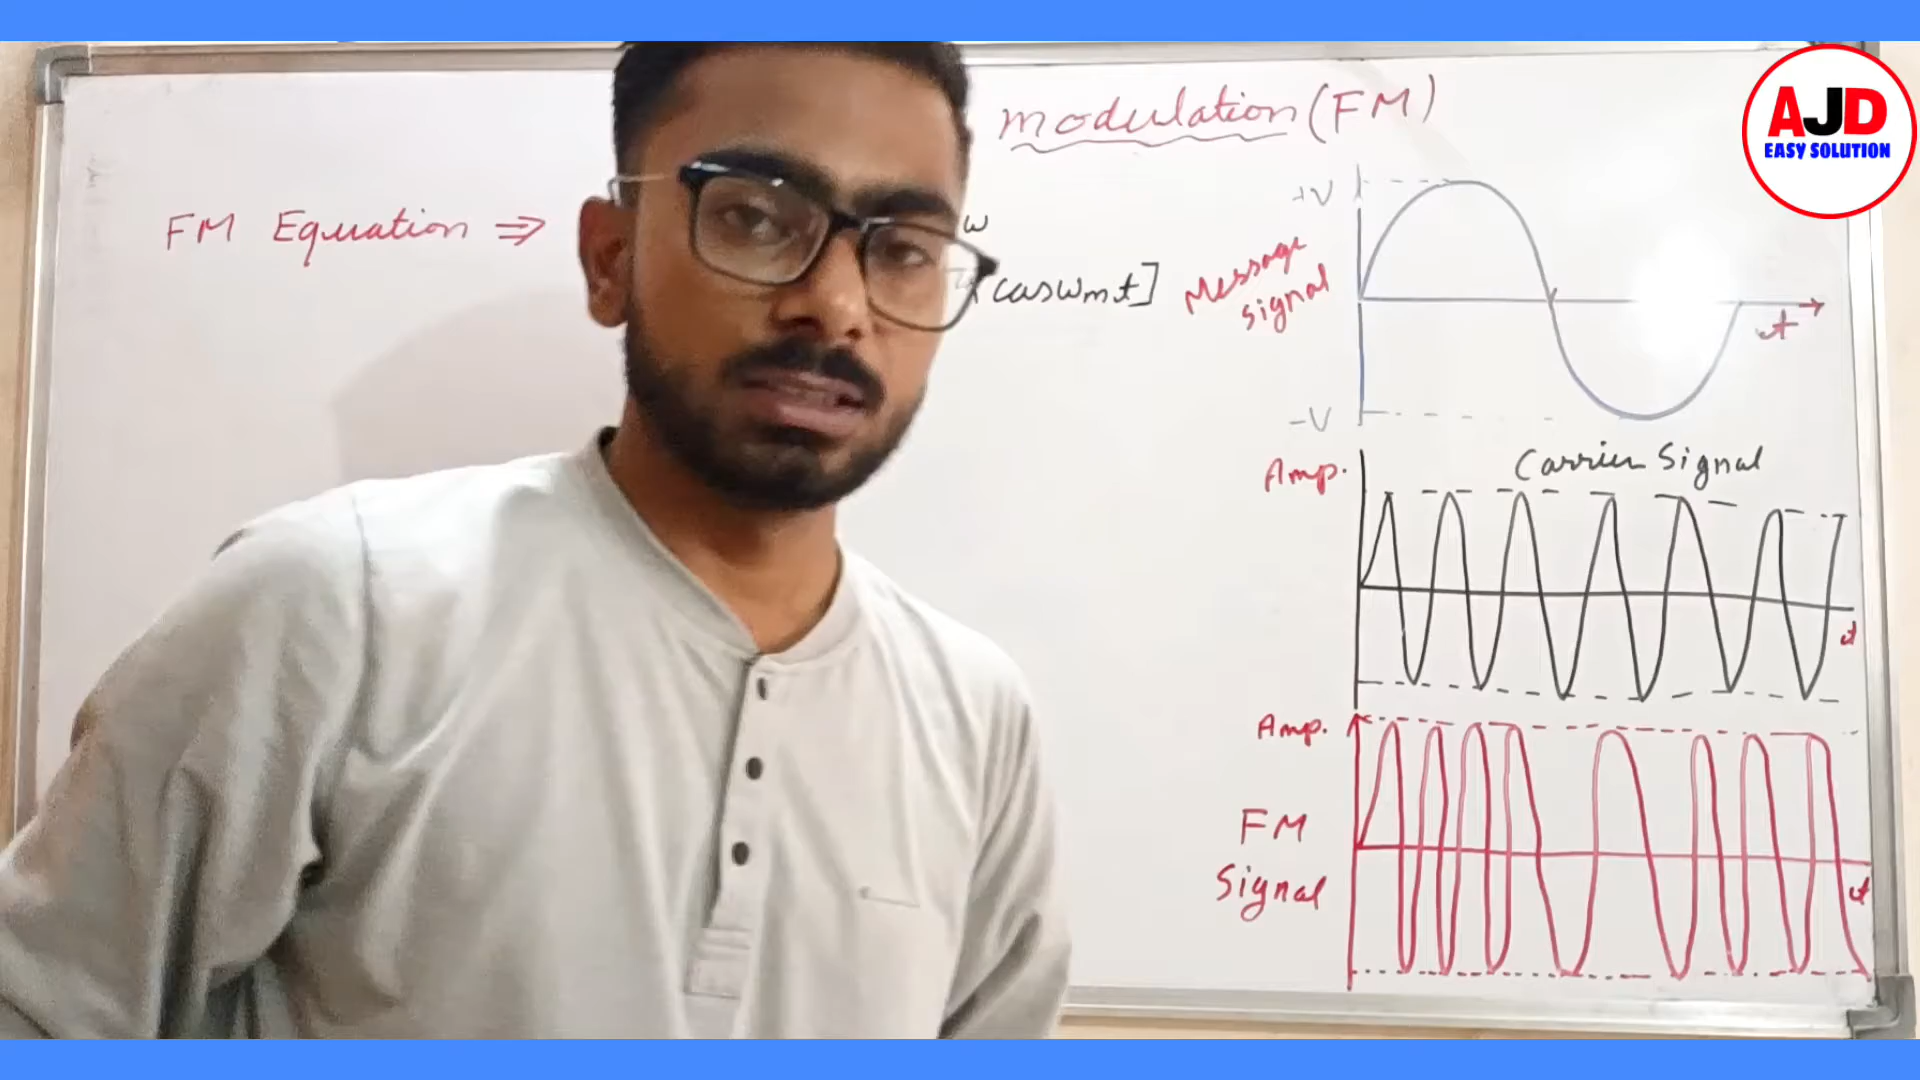 modulation (FM)
AJD
EASY SOLUTION
FM Equation ⇒
w
cosωmt]
+V
Message
signal
t
-V
Amp.
Carrier Signal
t
Amp.
FM
Signal
t